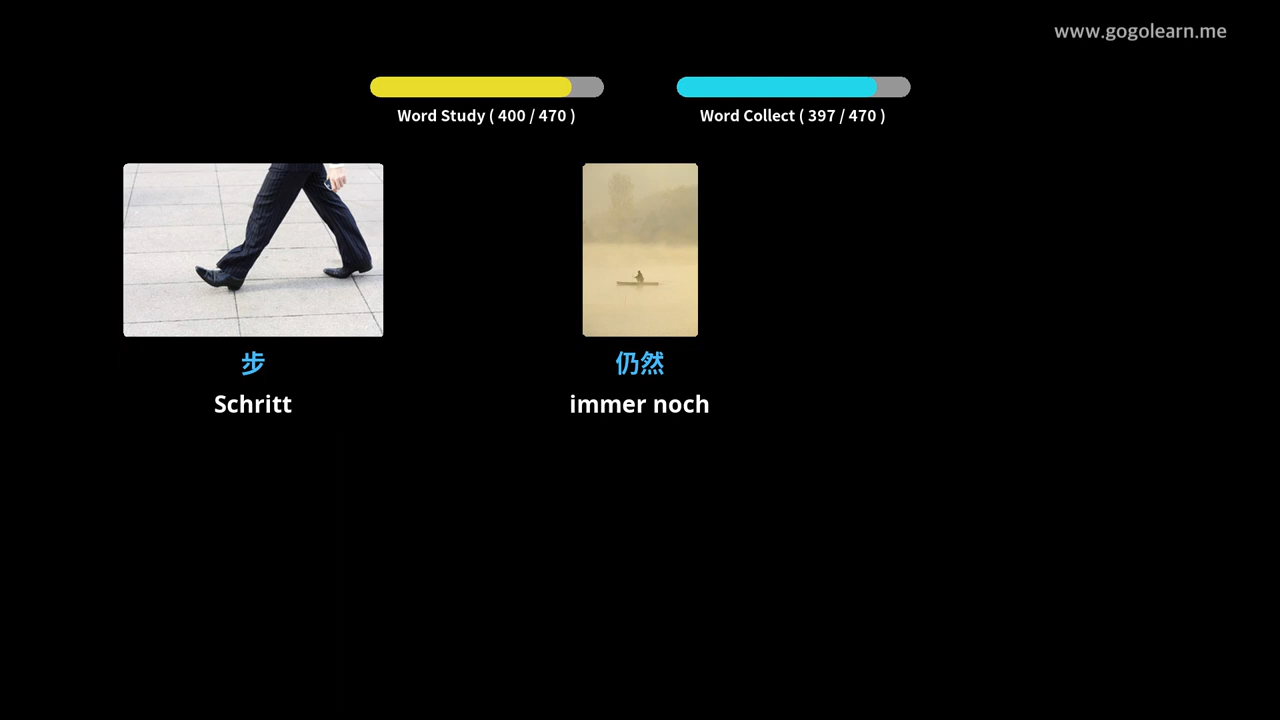 www.gogolearn.me
Word Study ( 400 / 470 )
Word Collect ( 397 / 470 )
步
Schritt
仍然
immer noch